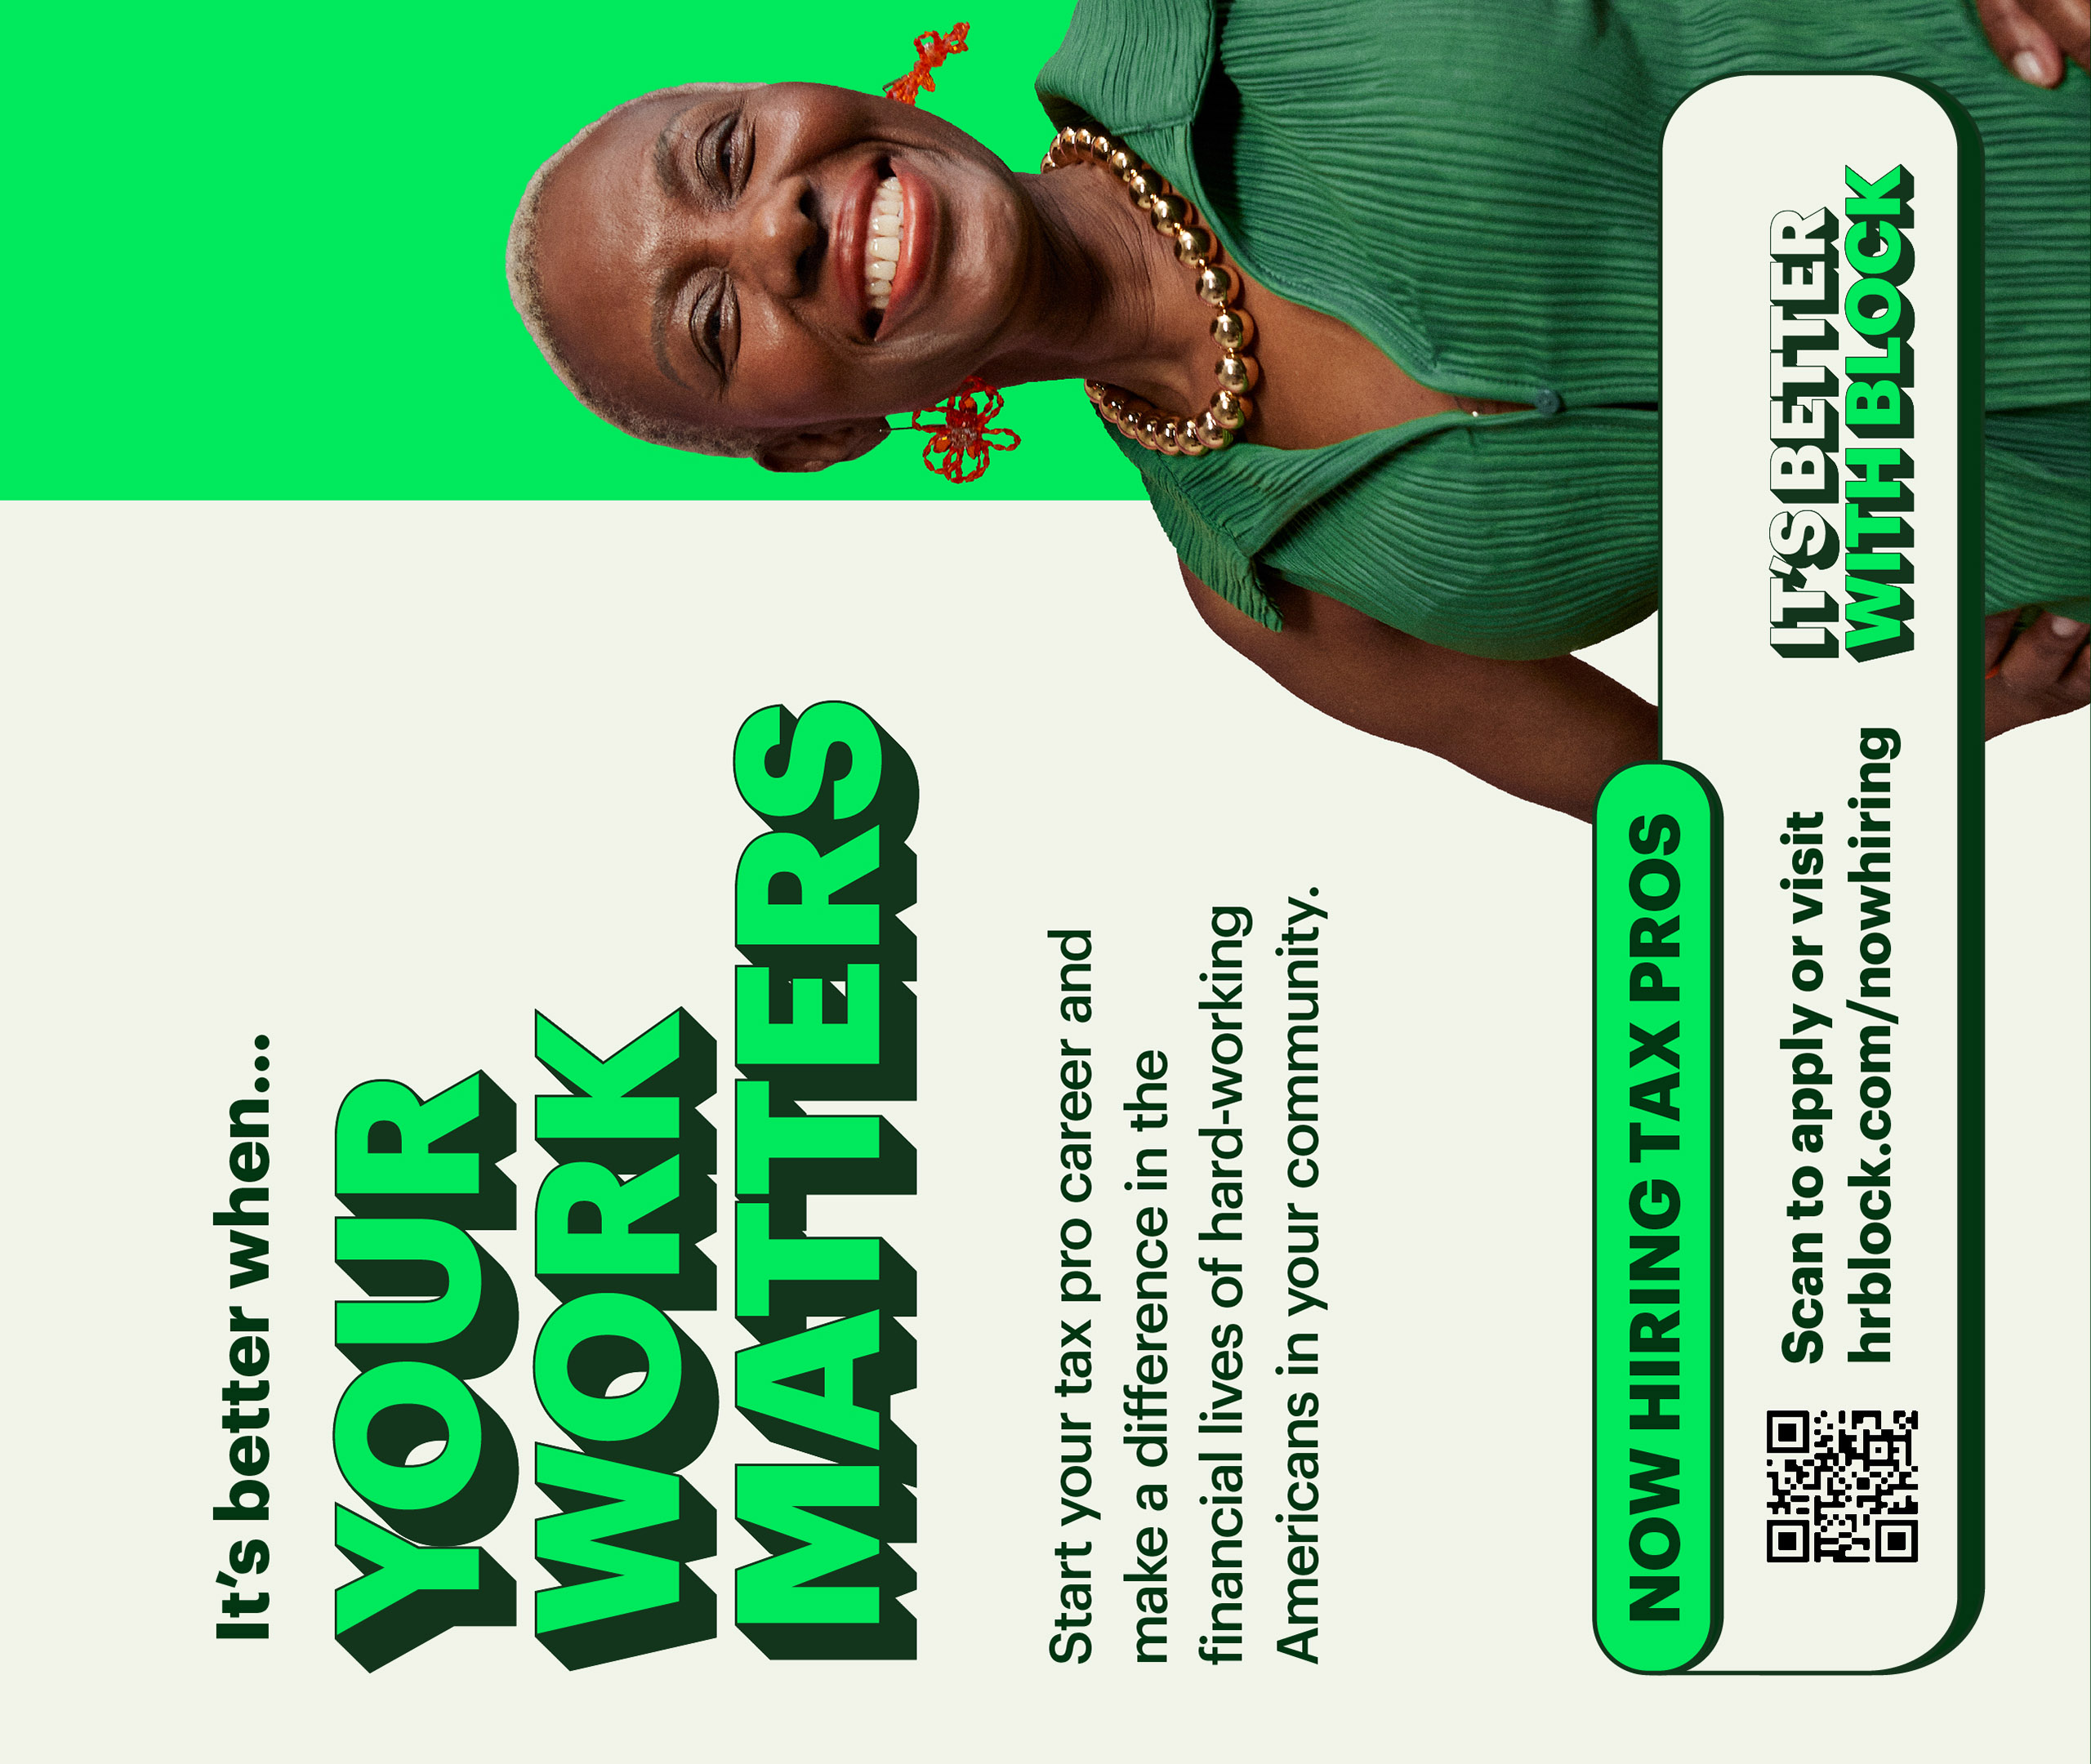 It's better when...
YOUR
WORK
MATTERS
Start your tax pro career and
make a difference in the
financial lives of hard-working
Americans in your community.
NOW HIRING TAX PROS
Scan to apply or visit
hrblock.com/nowhiring
IT'S BETTER
WITH BLOCK